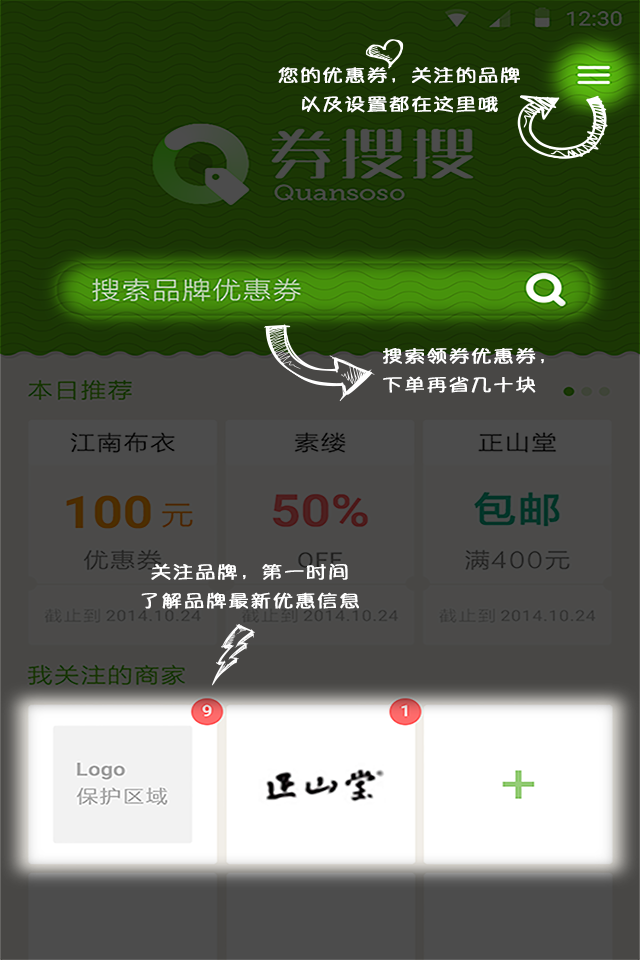 12:30
您的优惠券，关注的品牌
以及设置都在这里哦
券搜搜
Quansoso
搜索品牌优惠券
搜索领券优惠券，
下单再省几十块
本日推荐
江南布衣
素缕
正山堂
100元
50%
包邮
优惠券
OFF
满400元
关注品牌，第一时间
了解品牌最新优惠信息
截止到 2014.10.24
截止到 2014.10.24
截止到 2014.10.24
我关注的商家
9
1
Logo
保护区域
正山堂